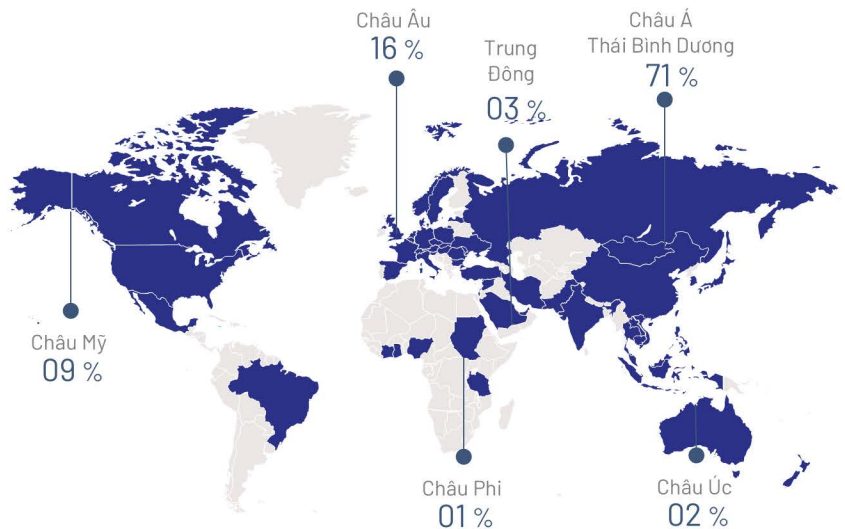 Châu Âu
16 %
Trung
Đông
03 %
Châu Á
Thái Bình Dương
71 %
Châu Mỹ
09 %
Châu Phi
01 %
Châu Úc
02 %